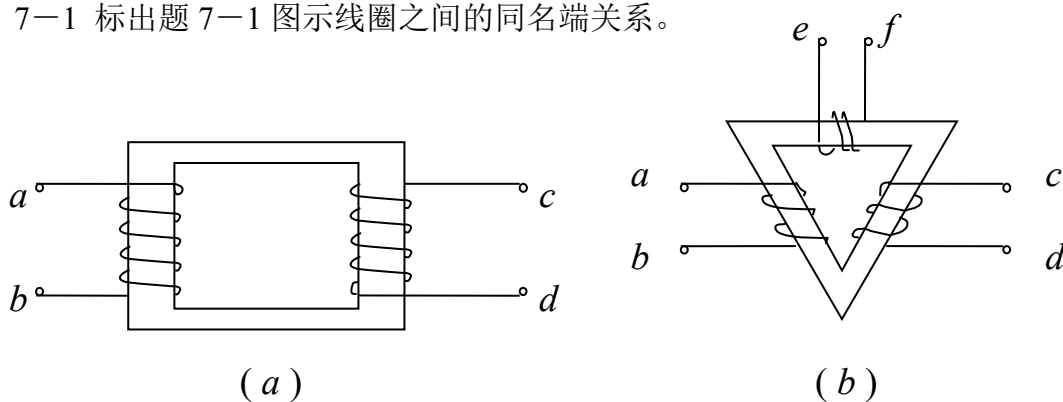 7－1 标出题 7－1 图示线圈之间的同名端关系。
e f
a c a c
b d b d
( a ) ( b )